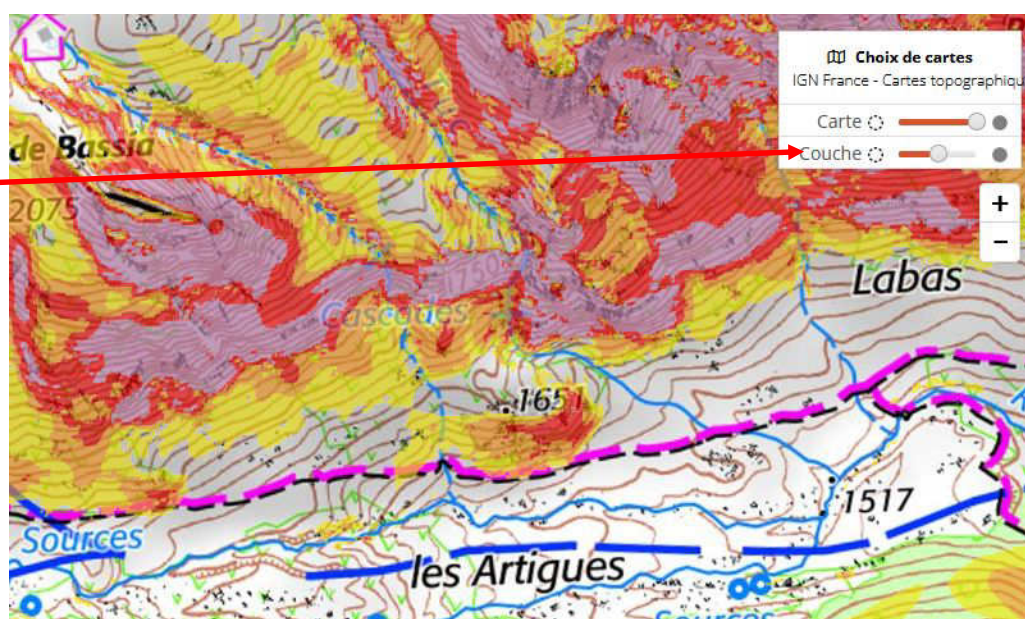 Choix de cartes
IGN France - Cartes topographiqu
Carte
Couche
+
−
de Bassia
2075
1750
Cascades
Labas
1651
1517
Sources
les Artigues
Sources